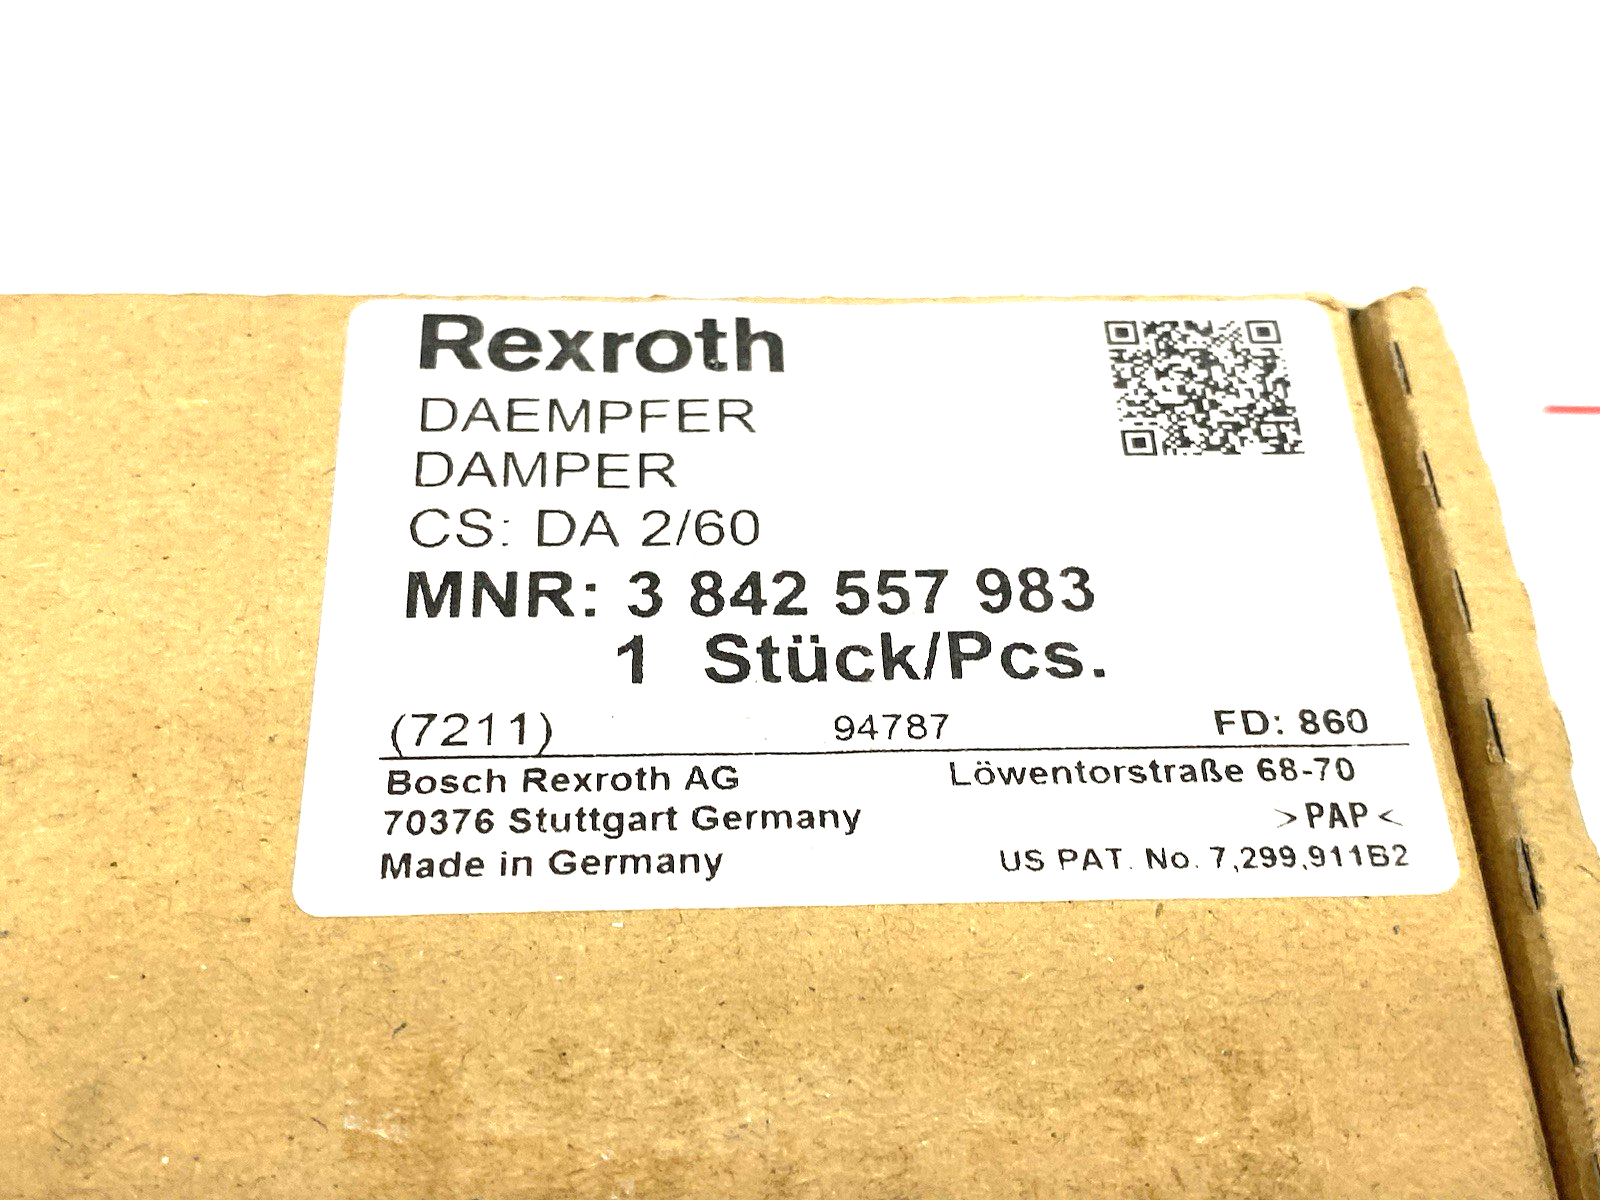 Rexroth
DAEMPFER
DAMPER
CS: DA 2/60
MNR: 3 842 557 983
1 Stück/Pcs.
(7211) 94787 FD: 860
Bosch Rexroth AG Löwentorstraße 68-70
70376 Stuttgart Germany >PAP<
Made in Germany US PAT. No. 7,299,911B2